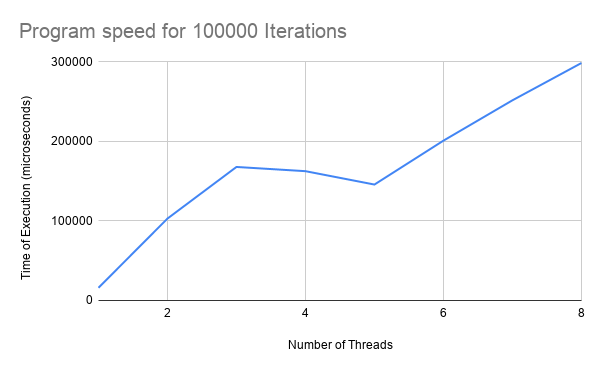 Program speed for 100000 Iterations
Time of Execution (microseconds)
300000
200000
100000
0
2
4
6
8
Number of Threads